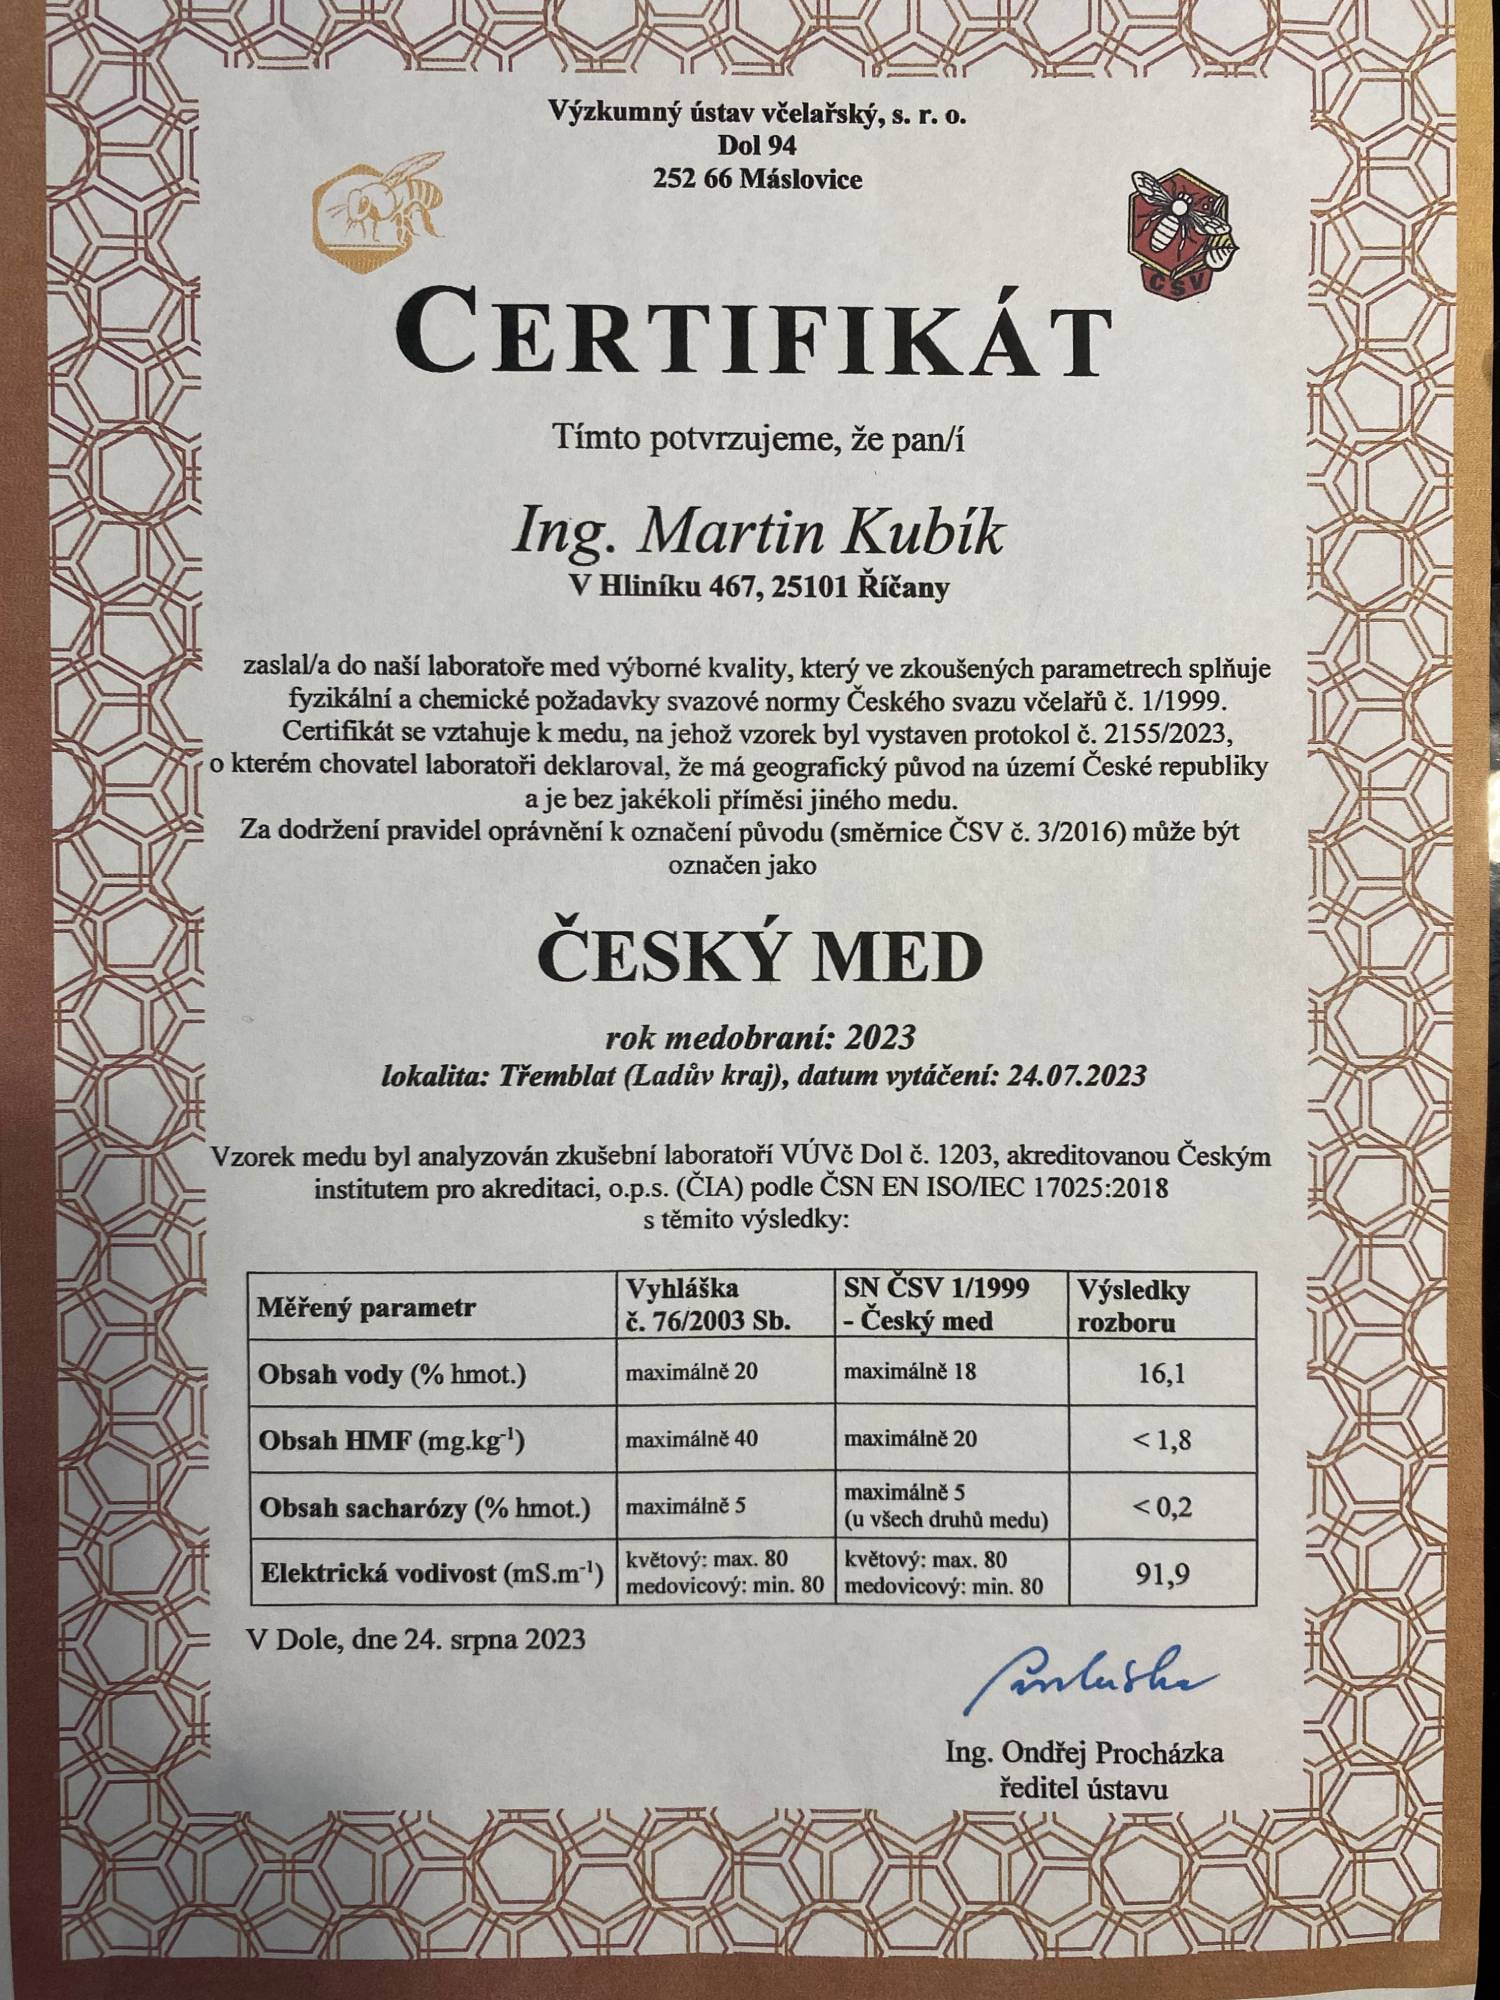 Výzkumný ústav včelařský, s. r. o.
Dol 94
252 66 Máslovice
ČSV
CERTIFIKÁT
Tímto potvrzujeme, že pan/í
Ing. Martin Kubík
V Hliníku 467, 25101 Říčany
zaslal/a do naší laboratoře med výborné kvality, který ve zkoušených parametrech splňuje
fyzikální a chemické požadavky svazové normy Českého svazu včelařů č. 1/1999.
Certifikát se vztahuje k medu, na jehož vzorek byl vystaven protokol č. 2155/2023,
o kterém chovatel laboratoři deklaroval, že má geografický původ na území České republiky
a je bez jakékoli příměsi jiného medu.
Za dodržení pravidel oprávnění k označení původu (směrnice ČSV č. 3/2016) může být
označen jako
ČESKÝ MED
rok medobraní: 2023
lokalita: Třemblat (Ladův kraj), datum vytáčení: 24.07.2023
Vzorek medu byl analyzován zkušební laboratoří VÚVč Dol č. 1203, akreditovanou Českým
institutem pro akreditaci, o.p.s. (ČIA) podle ČSN EN ISO/IEC 17025:2018
s těmito výsledky:
Měřený parametr Vyhláška č. 76/2003 Sb. SN ČSV 1/1999 - Český med Výsledky rozboru
Obsah vody (% hmot.) maximálně 20 maximálně 18 16,1
Obsah HMF (mg.kg⁻¹) maximálně 40 maximálně 20 < 1,8
Obsah sacharózy (% hmot.) maximálně 5 maximálně 5 (u všech druhů medu) < 0,2
Elektrická vodivost (mS.m⁻¹) květový: max. 80 medovicový: min. 80 květový: max. 80 medovicový: min. 80 91,9
V Dole, dne 24. srpna 2023
Ing. Ondřej Procházka
ředitel ústavu